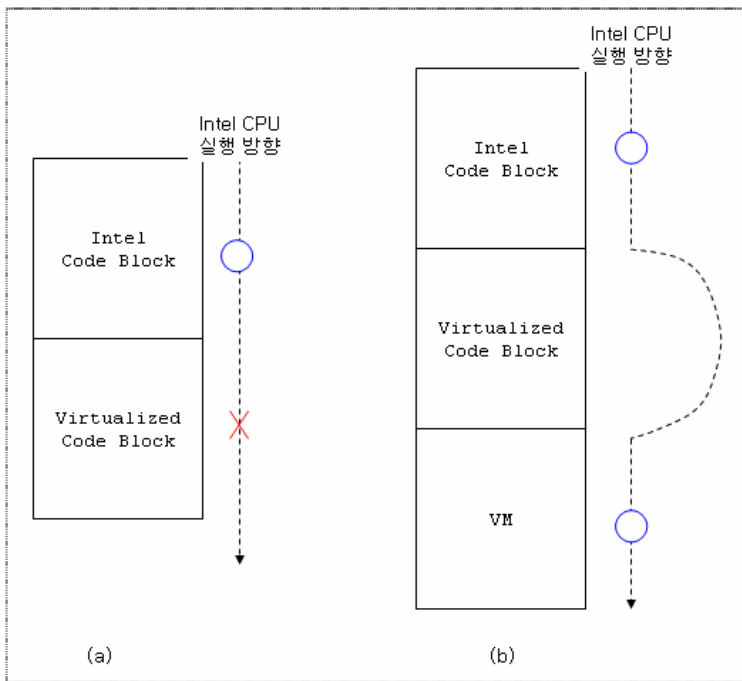 Intel CPU
실행 방향
Intel
Code Block
Virtualized
Code Block
(a)
Intel CPU
실행 방향
Intel
Code Block
Virtualized
Code Block
VM
(b)